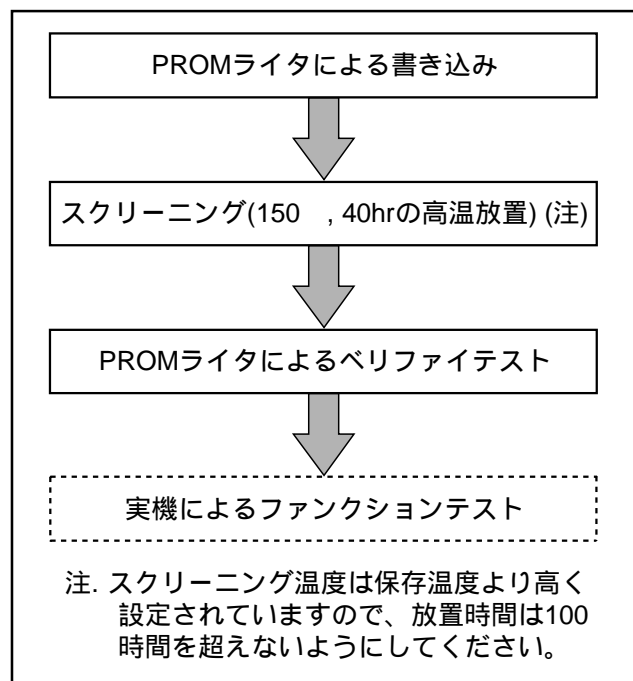 PROMライタによる書き込み
スクリーニング(150　, 40hrの高温放置) (注)
PROMライタによるベリファイテスト
実機によるファンクションテスト
注. スクリーニング温度は保存温度より高く
設定されていますので、放置時間は100
時間を超えないようにしてください。